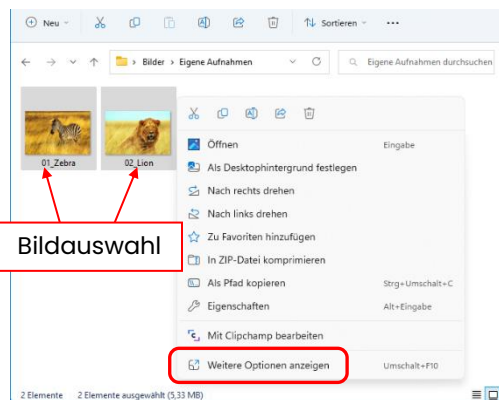 Neu
Sortieren
Bilder > Eigene Aufnahmen
Eigene Aufnahmen durchsuchen
01_Zebra
02_Lion
Bildauswahl
Öffnen Eingabe
Als Desktophintergrund festlegen
Nach rechts drehen
Nach links drehen
Zu Favoriten hinzufügen
In ZIP-Datei komprimieren
Als Pfad kopieren Strg+Umschalt+C
Eigenschaften Alt+Eingabe
Mit Clipchamp bearbeiten
Weitere Optionen anzeigen Umschalt+F10
2 Elemente 2 Elemente ausgewählt (5,33 MB)